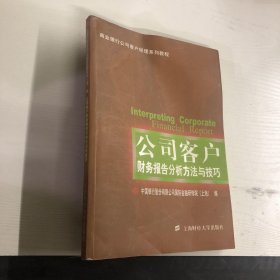 商业银行公司客户经理系列教程
Interpreting Corporate
Financial Report
公司客户
财务报告分析方法与技巧
中国银行股份有限公司国际金融研修院（上海） 编
上海财经大学出版社